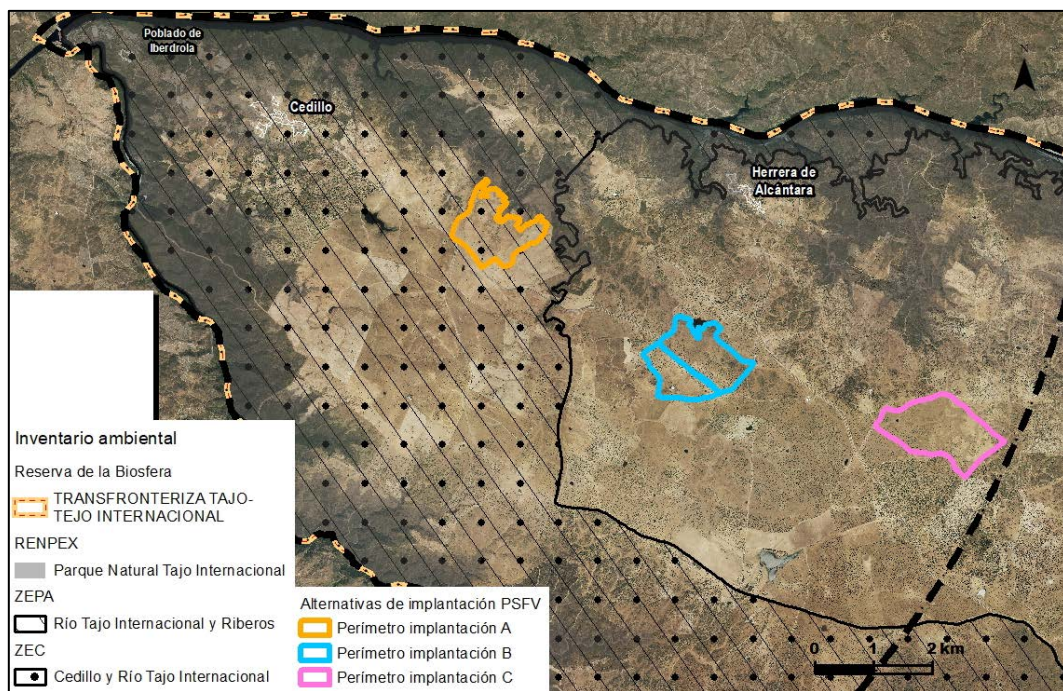 Poblado de
Iberdrola
N
Cedillo
Herrera de
Alcántara
Inventario ambiental
Reserva de la Biosfera
TRANSFRONTERIZA TAJO-
TEJO INTERNACIONAL
RENPEX
Parque Natural Tajo Internacional
ZEPA
Río Tajo Internacional y Riberos
ZEC
Cedillo y Río Tajo Internacional
Alternativas de implantación PSFV
Perímetro implantación A
Perímetro implantación B
Perímetro implantación C
0 1 2 km